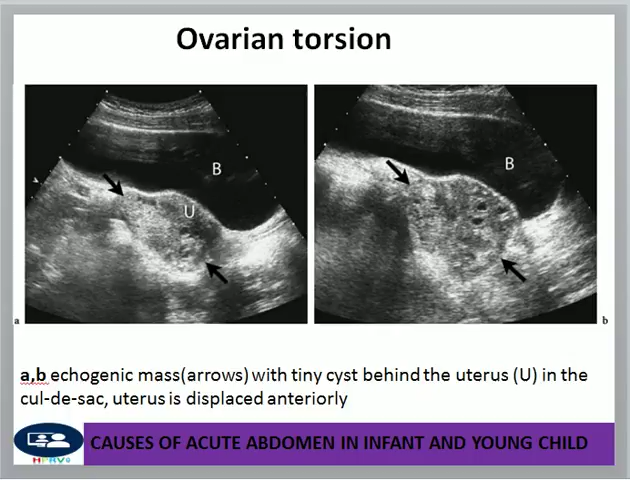 Ovarian torsion
B
U
B
a
b
a,b echogenic mass(arrows) with tiny cyst behind the uterus (U) in the
cul-de-sac, uterus is displaced anteriorly
HPRV
CAUSES OF ACUTE ABDOMEN IN INFANT AND YOUNG CHILD